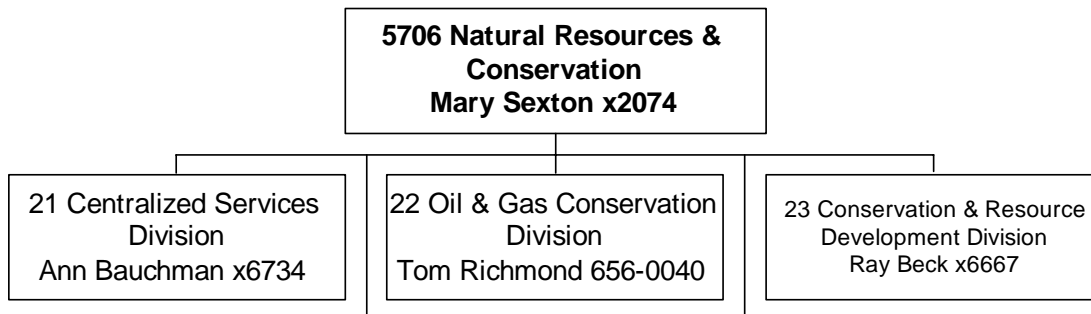 5706 Natural Resources &
Conservation
Mary Sexton x2074
21 Centralized Services
Division
Ann Bauchman x6734
22 Oil & Gas Conservation
Division
Tom Richmond 656-0040
23 Conservation & Resource
Development Division
Ray Beck x6667